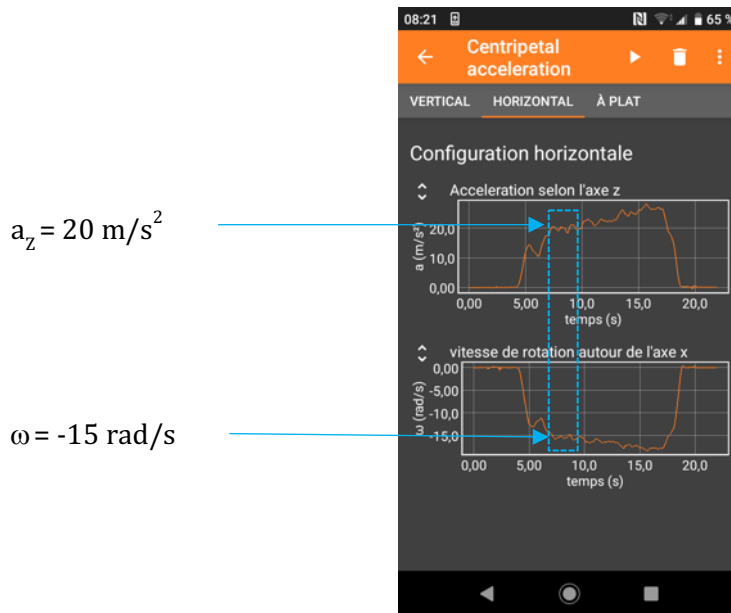 08:21 65 %
Centripetal
acceleration
VERTICAL HORIZONTAL À PLAT
Configuration horizontale
Acceleration selon l'axe z
a (m/s²)
20,0
10,0
0,00
0,00 5,00 10,0 15,0 20,0
temps (s)
vitesse de rotation autour de l'axe x
ω (rad/s)
0,00
-5,00
-10,0
-15,0
0,00 5,00 10,0 15,0 20,0
temps (s)
a_z = 20 m/s²
ω = -15 rad/s